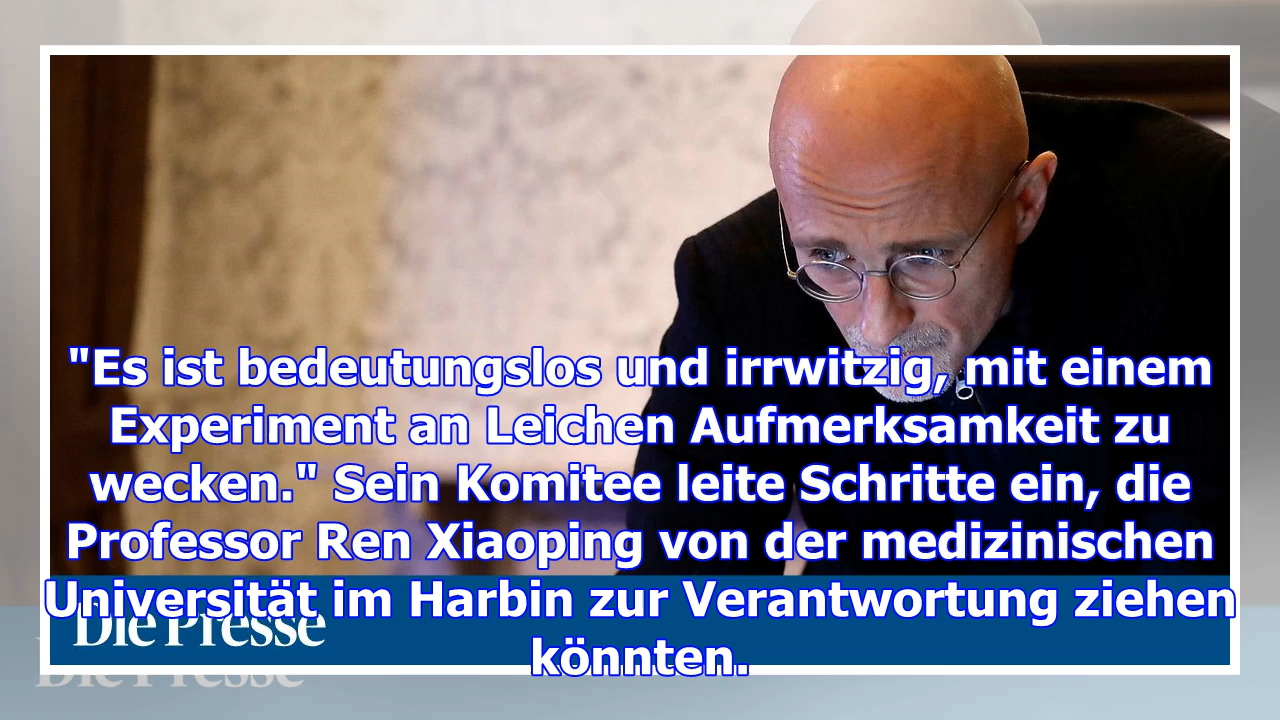 "Es ist bedeutungslos und irrwitzig, mit einem
Experiment an Leichen Aufmerksamkeit zu
wecken." Sein Komitee leite Schritte ein, die
Professor Ren Xiaoping von der medizinischen
Universität im Harbin zur Verantwortung ziehen
Die Presse
könnten.
Die Presse